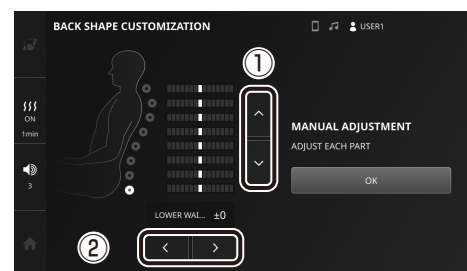 BACK SHAPE CUSTOMIZATION
USER1
①
ON
1min
MANUAL ADJUSTMENT
ADJUST EACH PART
3
OK
LOWER WAI... ±0
②